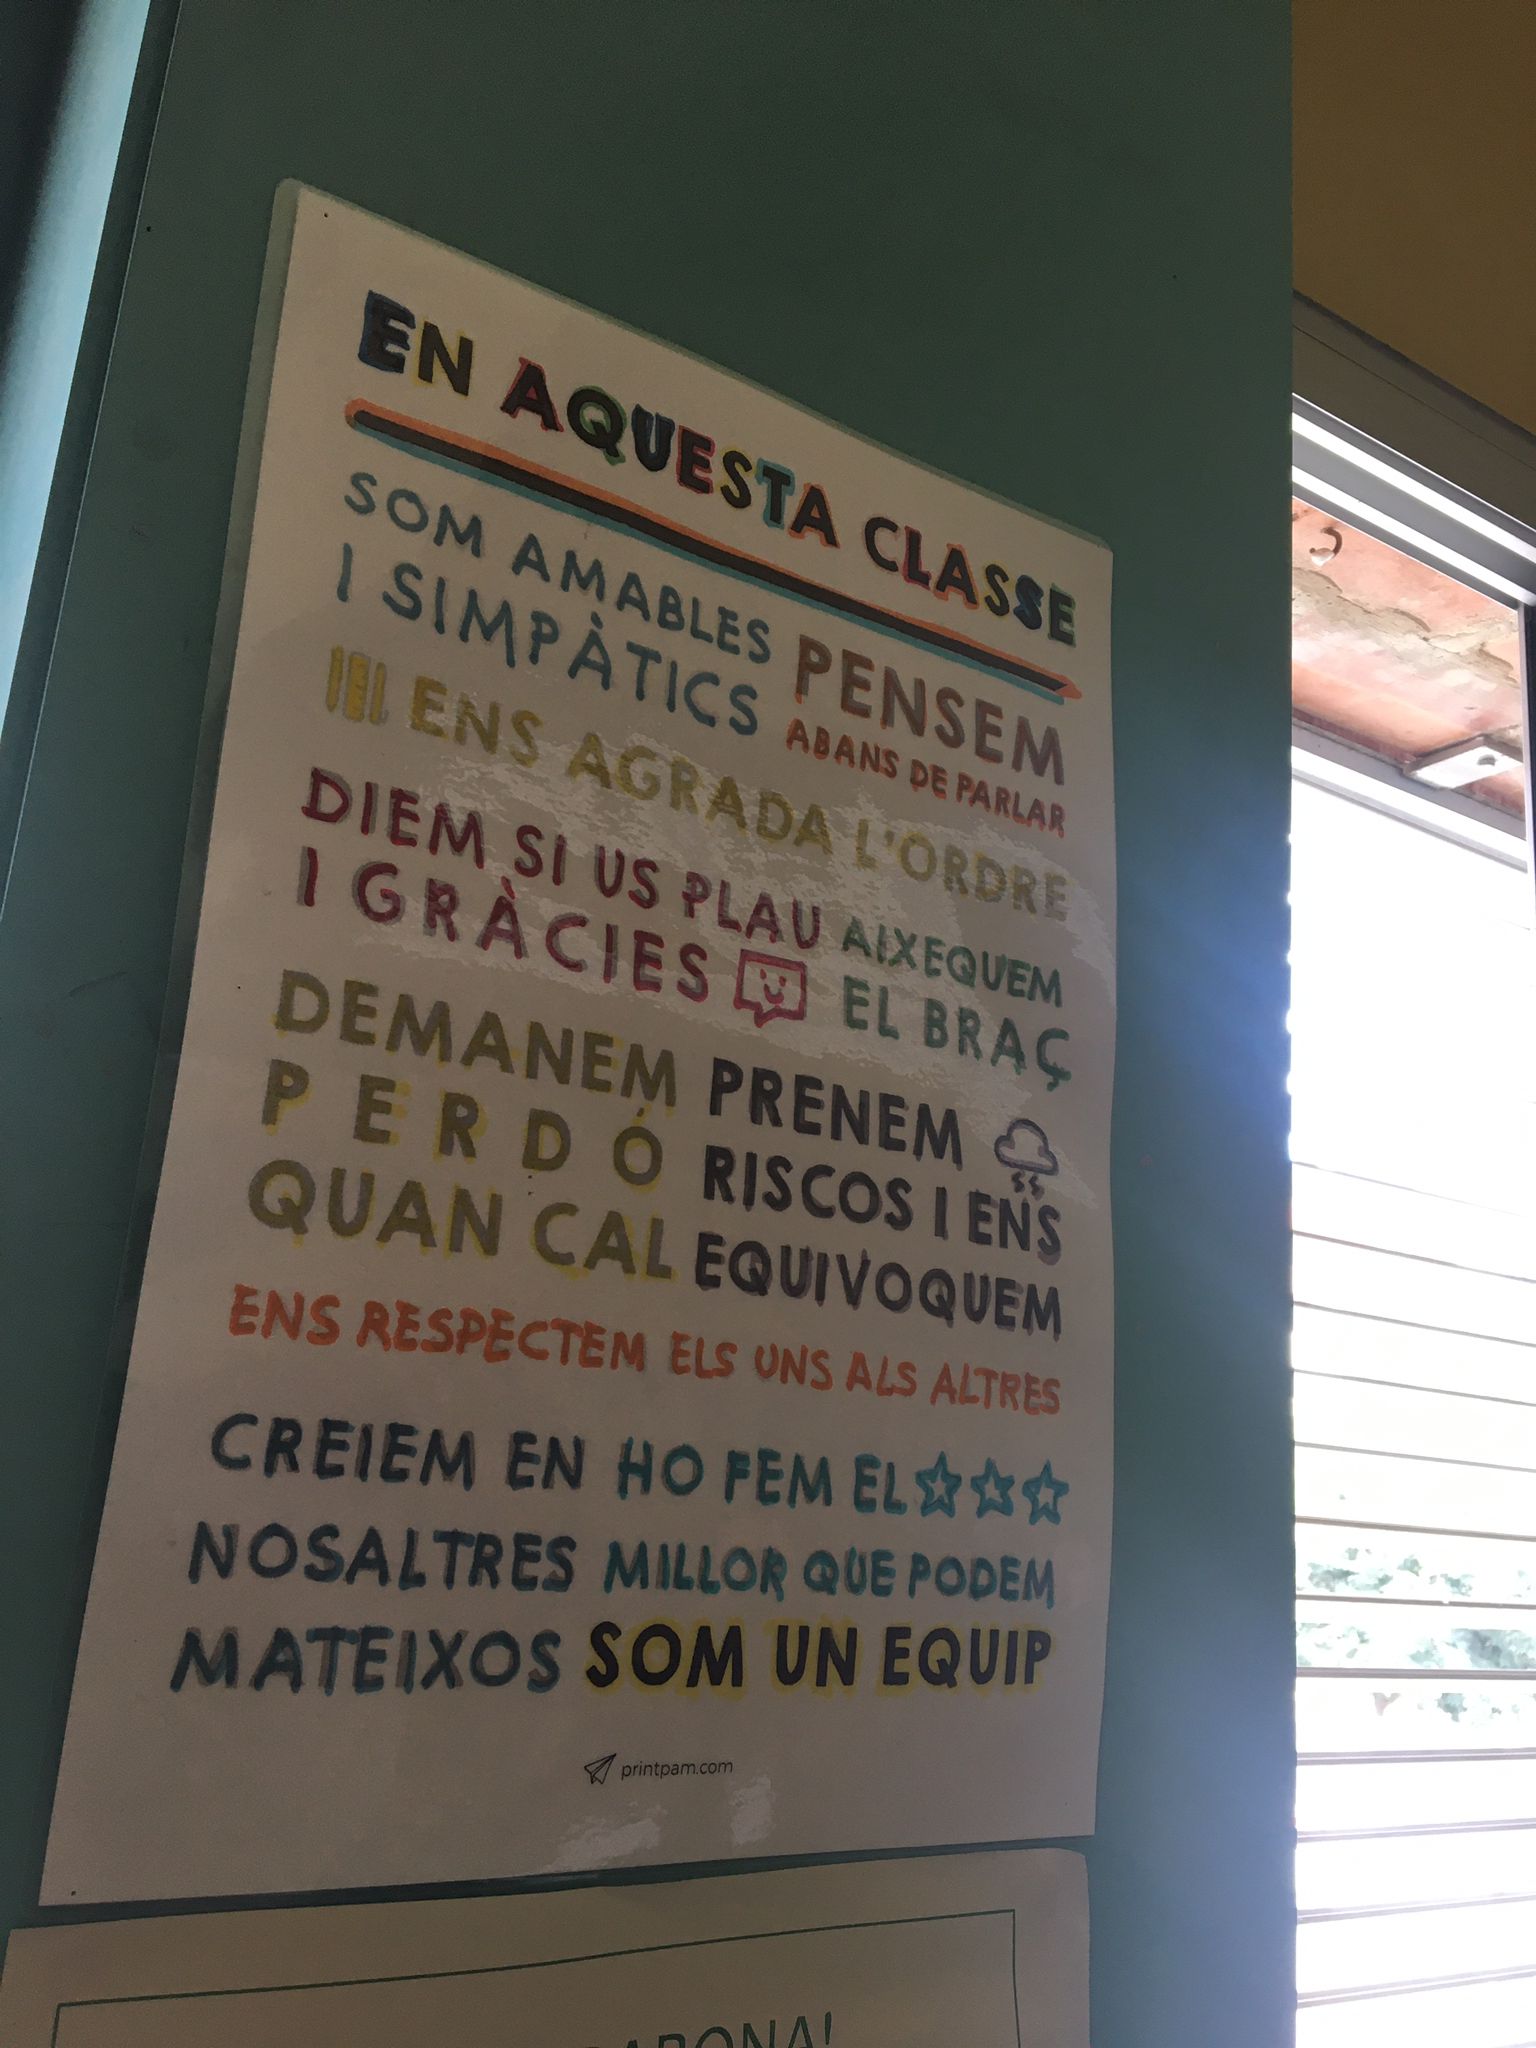 EN AQUESTA CLASSE
SOM AMABLES
I SIMPÀTICS
PENSEM
ABANS DE PARLAR
ENS AGRADA L'ORDRE
DIEM SI US PLAU
I GRÀCIES
AIXEQUEM
EL BRAÇ
DEMANEM
PERDÓ
QUAN CAL
PRENEM
RISCOS I ENS
EQUIVOQUEM
ENS RESPECTEM ELS UNS ALS ALTRES
CREIEM EN
NOSALTRES
MATEIXOS
HO FEM EL
MILLOR QUE PODEM
SOM UN EQUIP
printpam.com